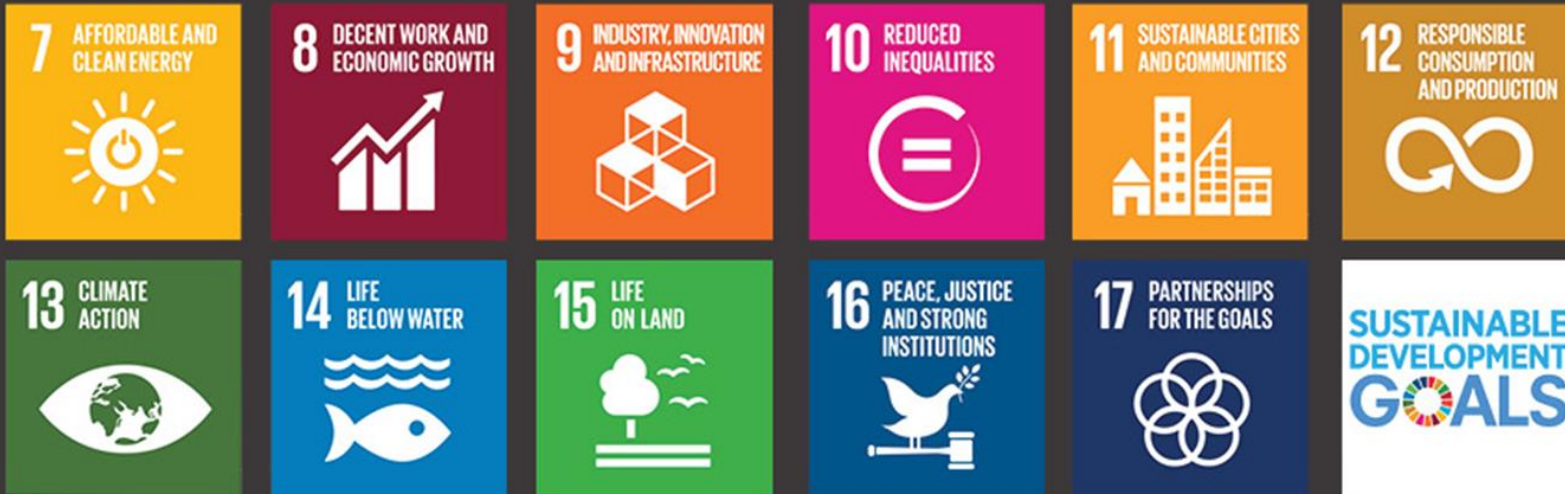 7 AFFORDABLE AND
CLEAN ENERGY
8 DECENT WORK AND
ECONOMIC GROWTH
9 INDUSTRY, INNOVATION
AND INFRASTRUCTURE
10 REDUCED
INEQUALITIES
11 SUSTAINABLE CITIES
AND COMMUNITIES
12 RESPONSIBLE
CONSUMPTION
AND PRODUCTION
13 CLIMATE
ACTION
14 LIFE
BELOW WATER
15 LIFE
ON LAND
16 PEACE, JUSTICE
AND STRONG
INSTITUTIONS
17 PARTNERSHIPS
FOR THE GOALS
SUSTAINABLE
DEVELOPMENT
GOALS